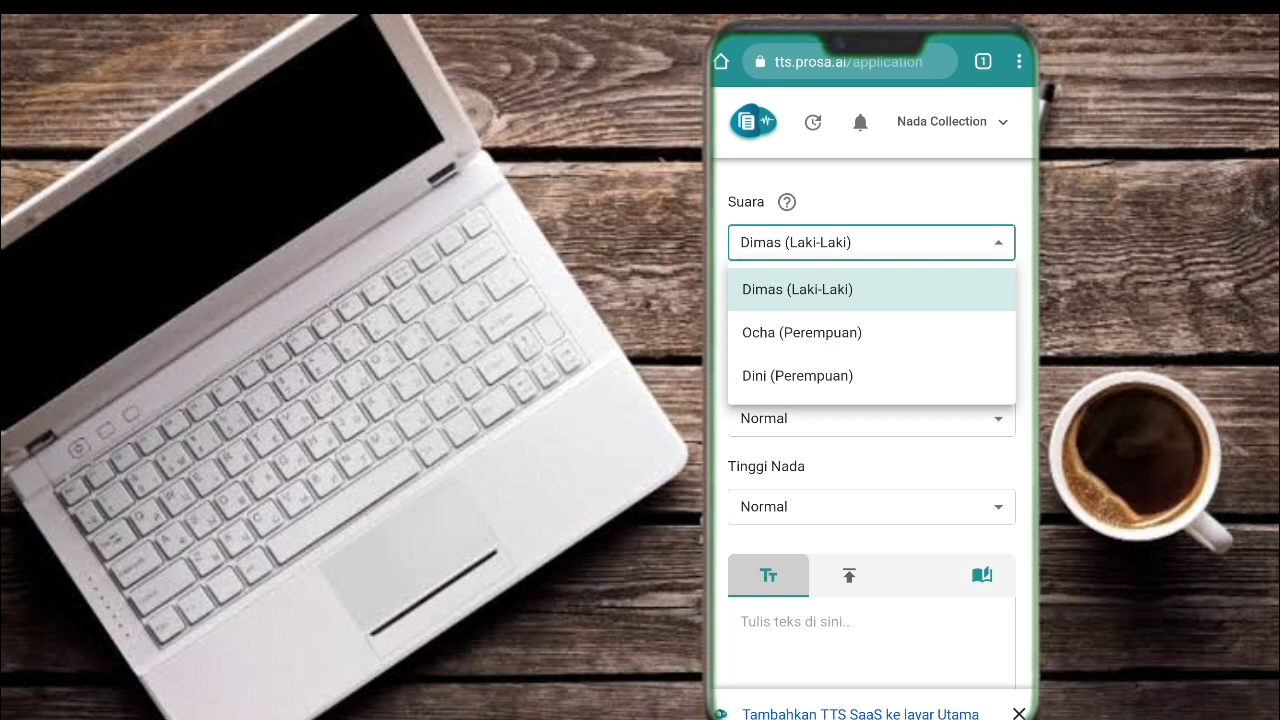 tts.prosa.ai/application
1
Nada Collection
Suara
Dimas (Laki-Laki)
Dimas (Laki-Laki)
Ocha (Perempuan)
Dini (Perempuan)
Normal
Tinggi Nada
Normal
Tт
Tulis teks di sini..
Tambahkan TTS SaaS ke layar Utama